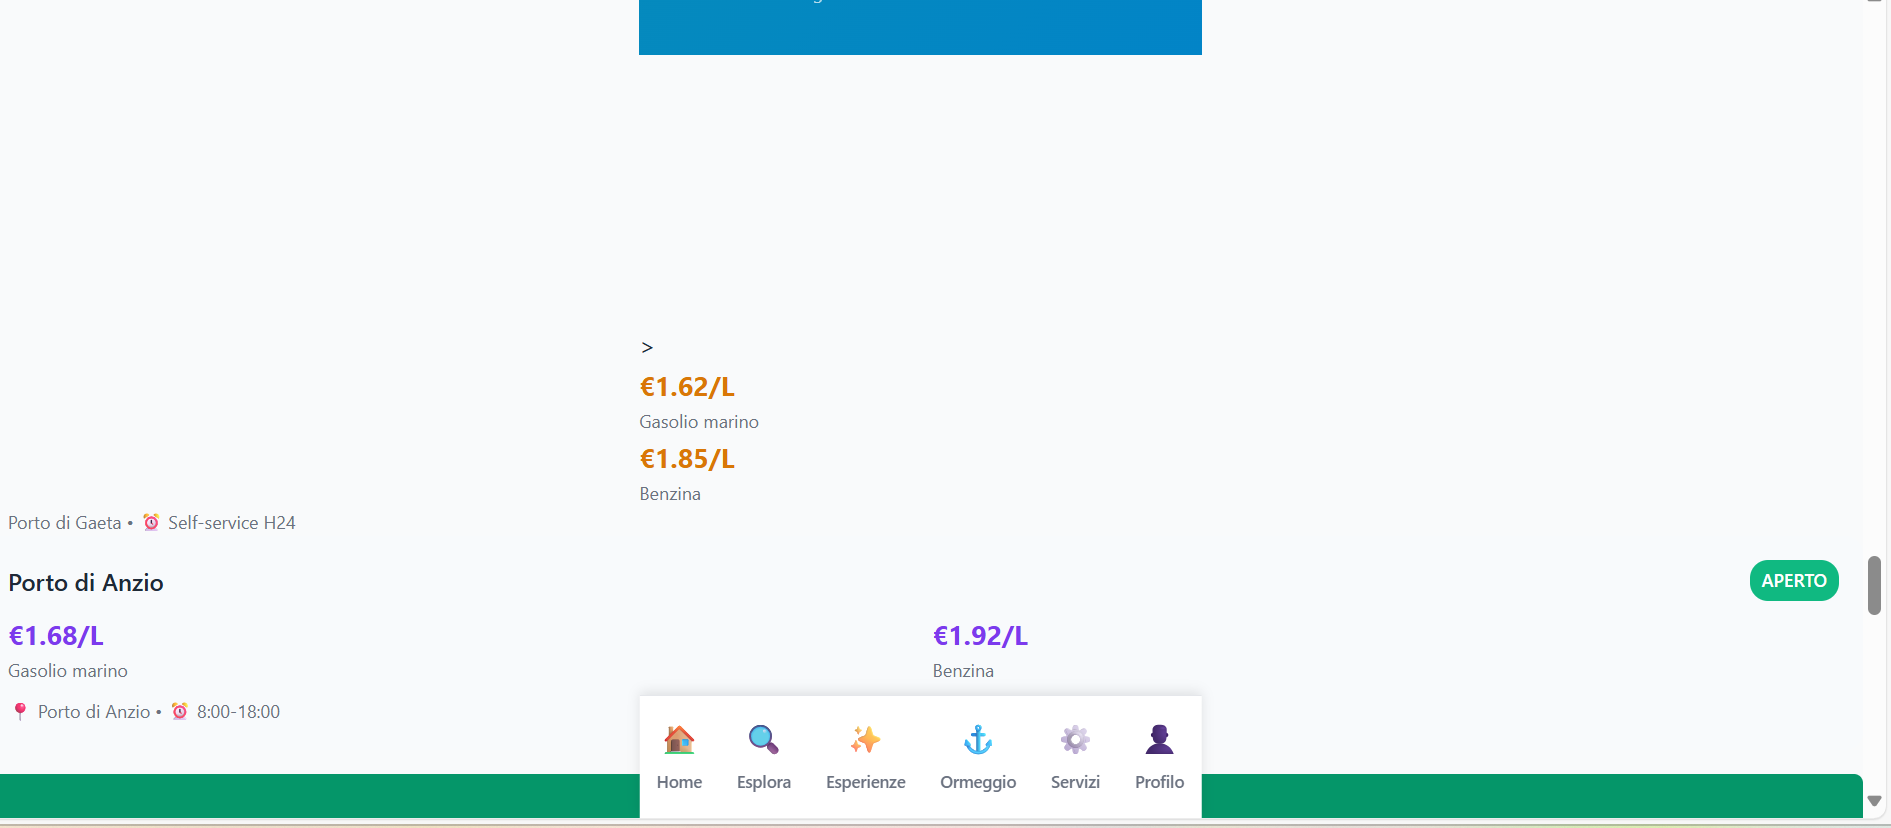 >
€1.62/L
Gasolio marino
€1.85/L
Benzina
Porto di Gaeta • ⏰ Self-service H24
Porto di Anzio
APERTO
€1.68/L €1.92/L
Gasolio marino Benzina
📍 Porto di Anzio • ⏰ 8:00-18:00
Home Esplora Esperienze Ormeggio Servizi Profilo